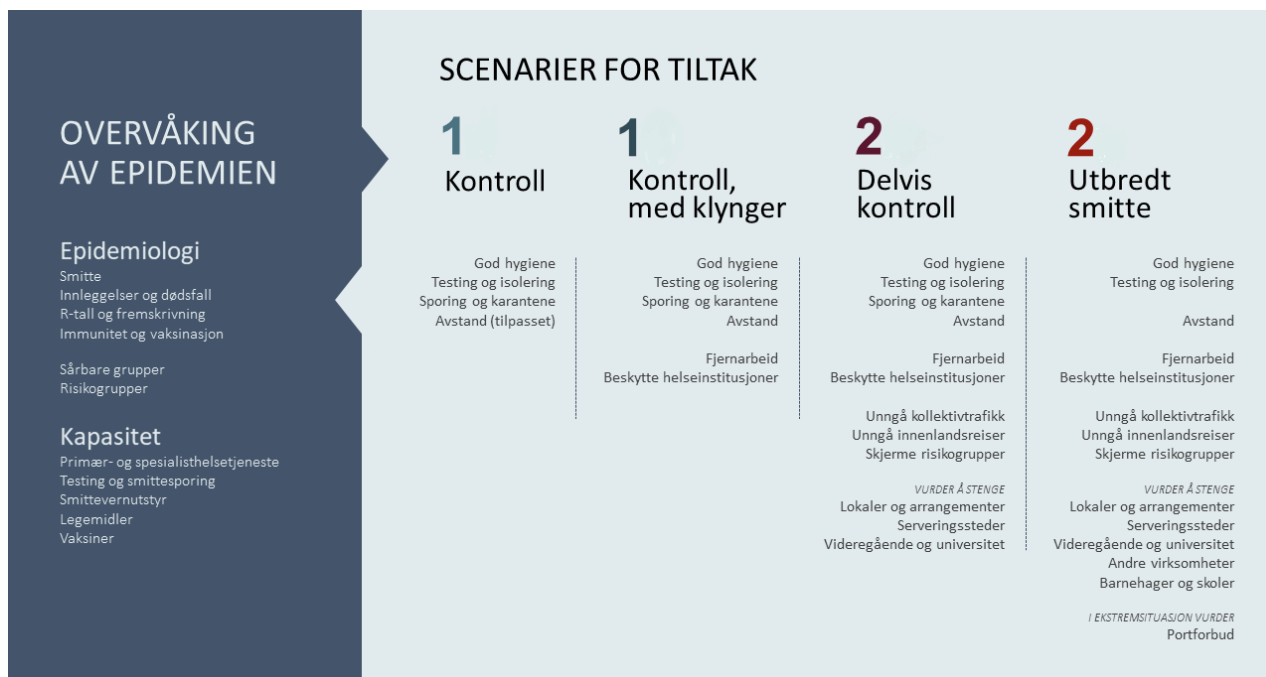 OVERVÅKING
AV EPIDEMIEN
Epidemiologi
Smitte
Innleggelser og dødsfall
R-tall og fremskrivning
Immunitet og vaksinasjon
Sårbare grupper
Risikogrupper
Kapasitet
Primær- og spesialisthelsetjeneste
Testing og smittesporing
Smittevernutstyr
Legemidler
Vaksiner
SCENARIER FOR TILTAK
1
Kontroll
God hygiene
Testing og isolering
Sporing og karantene
Avstand (tilpasset)
1
Kontroll,
med klynger
God hygiene
Testing og isolering
Sporing og karantene
Avstand
Fjernarbeid
Beskytte helseinstitusjoner
2
Delvis
kontroll
God hygiene
Testing og isolering
Sporing og karantene
Avstand
Fjernarbeid
Beskytte helseinstitusjoner
Unngå kollektivtrafikk
Unngå innenlandsreiser
Skjerme risikogrupper
VURDER Å STENGE
Lokaler og arrangementer
Serveringssteder
Videregående og universitet
2
Utbredt
smitte
God hygiene
Testing og isolering
Avstand
Fjernarbeid
Beskytte helseinstitusjoner
Unngå kollektivtrafikk
Unngå innenlandsreiser
Skjerme risikogrupper
VURDER Å STENGE
Lokaler og arrangementer
Serveringssteder
Videregående og universitet
Andre virksomheter
Barnehager og skoler
I EKSTREMSITUASJON VURDER
Portforbud